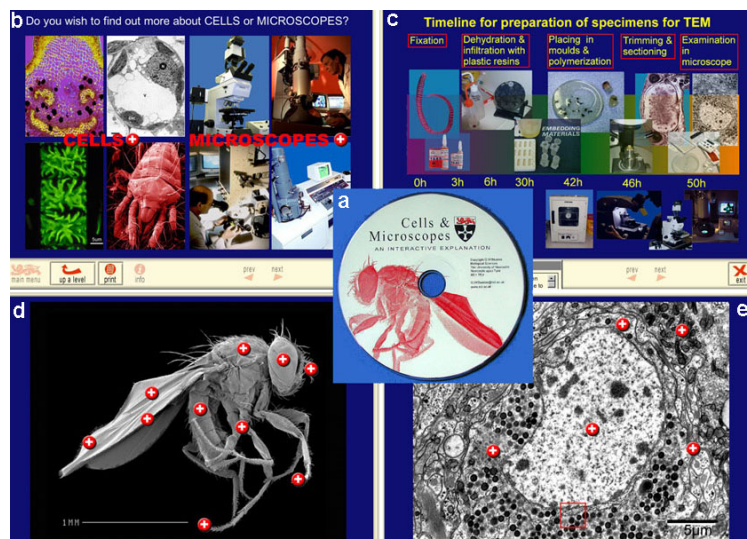 b Do you wish to find out more about CELLS or MICROSCOPES?
CELLS
MICROSCOPES
5um
main menu
up a level
print
info
prev
next
c Timeline for preparation of specimens for TEM
Fixation
Dehydration &
infiltration with
plastic resins
Placing in
moulds &
polymerization
Trimming &
sectioning
Examination
in
microscope
EMBEDDING
MATERIALS
0h 3h 6h 30h 42h 46h 50h
prev
next
exit
a
Cells &
Microscopes
AN INTERACTIVE EXPLANATION
d
1MM
e
5µm